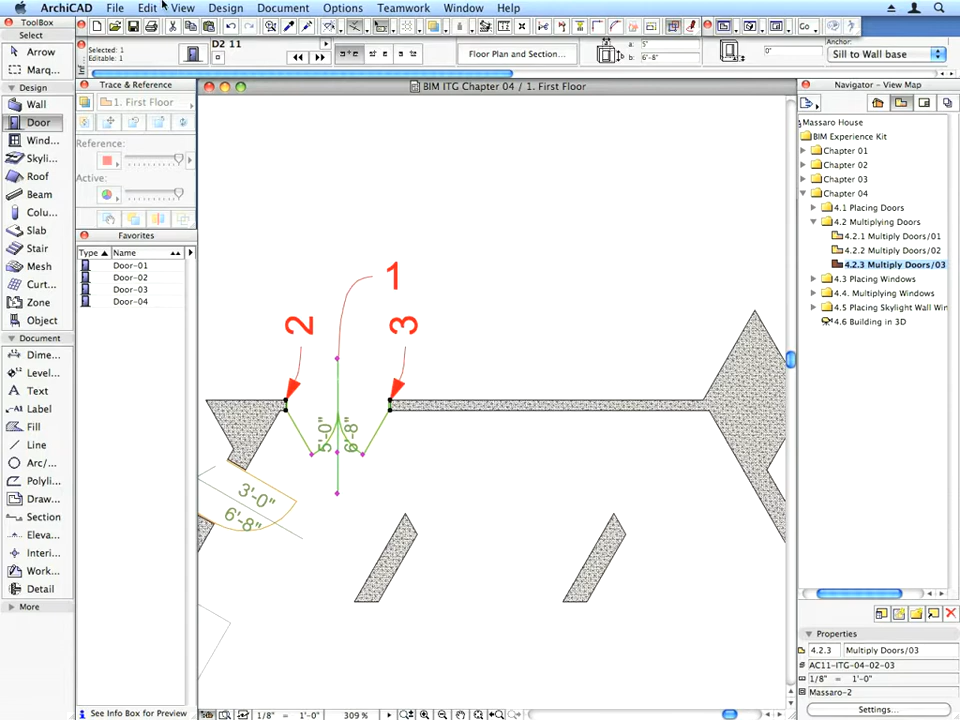 ArchiCAD File Edit View Design Document Options Teamwork Window Help
ToolBox
Select
Arrow
Marq...
Design
Wall
Door
Wind...
Skyli...
Roof
Beam
Colu...
Slab
Stair
Mesh
Curt...
Zone
Object
Document
Dime...
Level...
Text
Label
Fill
Line
Arc/...
Polyli...
Draw...
Section
Eleva...
Interi...
Work...
Detail
More
Go...
Selected: 1
Editable: 1
D2 11
Floor Plan and Section...
a: 5'
b: 6'-8"
0"
Anchor:
Sill to Wall base
Trace & Reference
1. First Floor
Reference:
Active:
Favorites
Type Name
Door-01
Door-02
Door-03
Door-04
See Info Box for Preview
BIM ITG Chapter 04 / 1. First Floor
1
2
3
5'-0"
6'-8"
3'-0"
6'-8"
1/8" = 1'-0"
309 %
Navigator - View Map
Massaro House
BIM Experience Kit
Chapter 01
Chapter 02
Chapter 03
Chapter 04
4.1 Placing Doors
4.2 Multiplying Doors
4.2.1 Multiply Doors/01
4.2.2 Multiply Doors/02
4.2.3 Multiply Doors/03
4.3 Placing Windows
4.4. Multiplying Windows
4.5 Placing Skylight Wall Win
4.6 Building in 3D
Properties
4.2.3 Multiply Doors/03
AC11-ITG-04-02-03
1/8" = 1'-0"
Massaro-2
Settings...